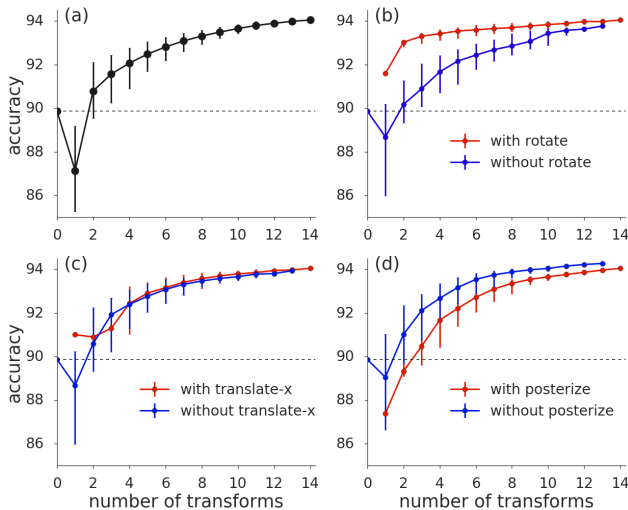 (a)
accuracy
94
92
90
88
86
0 2 4 6 8 10 12 14
(b)
94
92
90
88
86
with rotate
without rotate
0 2 4 6 8 10 12 14
(c)
accuracy
94
92
90
88
86
with translate-x
without translate-x
0 2 4 6 8 10 12 14
number of transforms
(d)
94
92
90
88
86
with posterize
without posterize
0 2 4 6 8 10 12 14
number of transforms